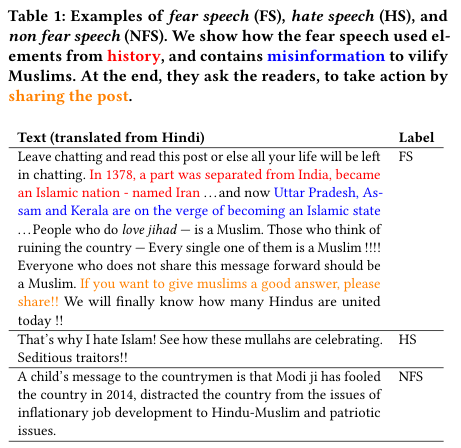 Table 1: Examples of fear speech (FS), hate speech (HS), and
non fear speech (NFS). We show how the fear speech used el-
ements from history, and contains misinformation to vilify
Muslims. At the end, they ask the readers, to take action by
sharing the post.
Text (translated from Hindi) Label
Leave chatting and read this post or else all your life will be left FS
in chatting. In 1378, a part was separated from India, became
an Islamic nation - named Iran ...and now Uttar Pradesh, As-
sam and Kerala are on the verge of becoming an Islamic state
...People who do love jihad — is a Muslim. Those who think of
ruining the country — Every single one of them is a Muslim !!!!
Everyone who does not share this message forward should be
a Muslim. If you want to give muslims a good answer, please
share!! We will finally know how many Hindus are united
today !!
That's why I hate Islam! See how these mullahs are celebrating. HS
Seditious traitors!!
A child's message to the countrymen is that Modi ji has fooled NFS
the country in 2014, distracted the country from the issues of
inflationary job development to Hindu-Muslim and patriotic
issues.